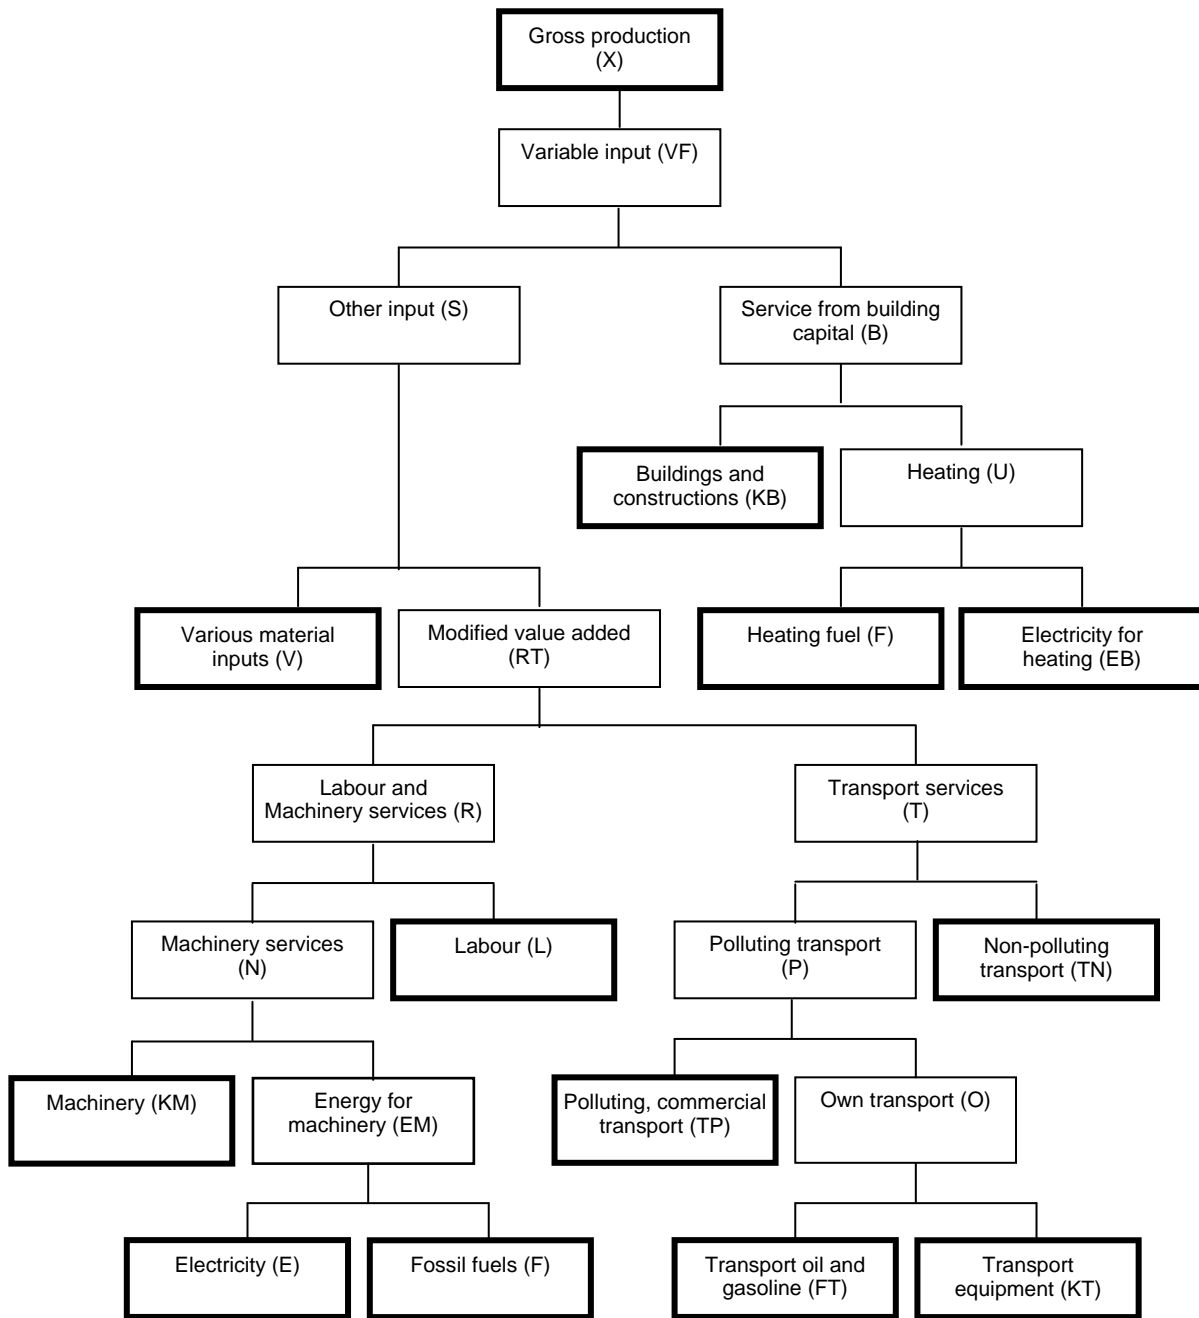 Gross production
(X)
Variable input (VF)
Other input (S)
Service from building
capital (B)
Buildings and
constructions (KB)
Heating (U)
Various material
inputs (V)
Modified value added
(RT)
Heating fuel (F)
Electricity for
heating (EB)
Labour and
Machinery services (R)
Transport services
(T)
Machinery services
(N)
Labour (L)
Polluting transport
(P)
Non-polluting
transport (TN)
Machinery (KM)
Energy for
machinery (EM)
Polluting, commercial
transport (TP)
Own transport (O)
Electricity (E)
Fossil fuels (F)
Transport oil and
gasoline (FT)
Transport
equipment (KT)